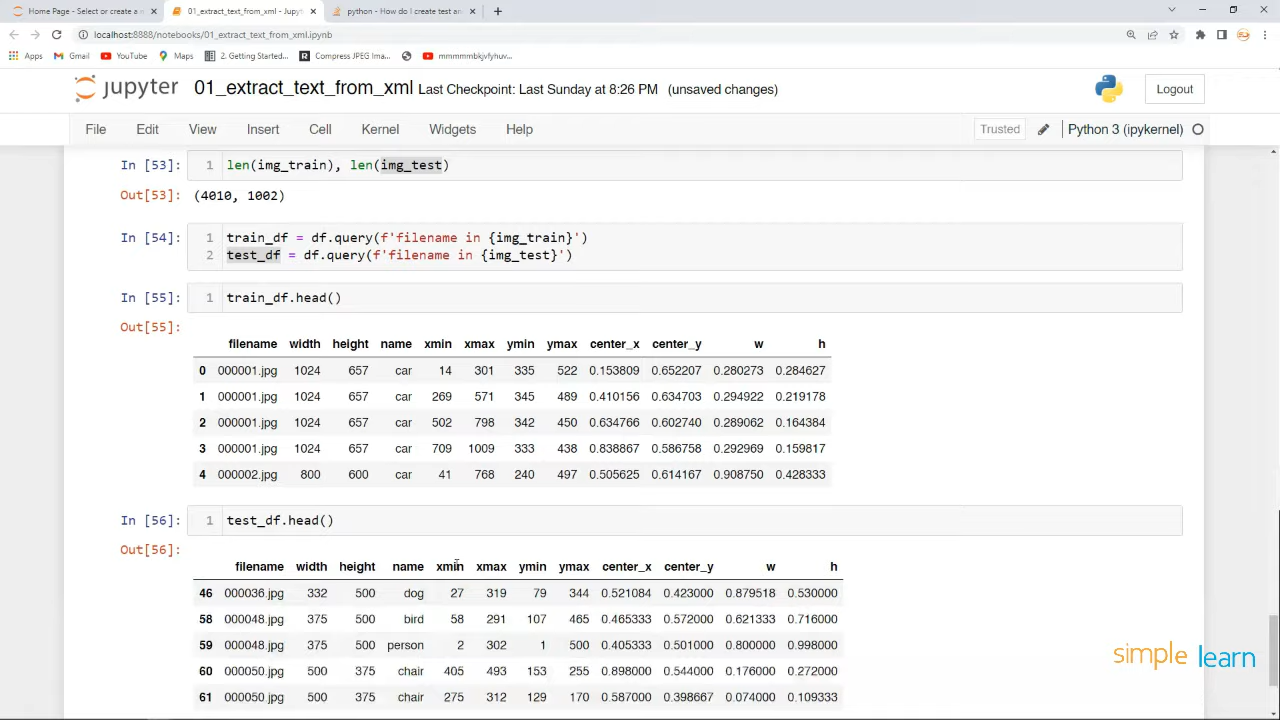 Home Page - Select or create a n
01_extract_text_from_xml - Jupy
python - How do I create test an
localhost:8888/notebooks/01_extract_text_from_xml.ipynb
Apps Gmail YouTube Maps 2. Getting Started... Compress JPEG Ima... mmmmmbkjvfyhuv...
jupyter 01_extract_text_from_xml Last Checkpoint: Last Sunday at 8:26 PM (unsaved changes) Logout
File Edit View Insert Cell Kernel Widgets Help Trusted Python 3 (ipykernel)
In [53]: 1 len(img_train), len(img_test)
Out[53]: (4010, 1002)
In [54]: 1 train_df = df.query(f'filename in {img_train}')
2 test_df = df.query(f'filename in {img_test}')
In [55]: 1 train_df.head()
Out[55]:
filename width height name xmin xmax ymin ymax center_x center_y w h
0 000001.jpg 1024 657 car 14 301 335 522 0.153809 0.652207 0.280273 0.284627
1 000001.jpg 1024 657 car 269 571 345 489 0.410156 0.634703 0.294922 0.219178
2 000001.jpg 1024 657 car 502 798 342 450 0.634766 0.602740 0.289062 0.164384
3 000001.jpg 1024 657 car 709 1009 333 438 0.838867 0.586758 0.292969 0.159817
4 000002.jpg 800 600 car 41 768 240 497 0.505625 0.614167 0.908750 0.428333
In [56]: 1 test_df.head()
Out[56]:
filename width height name xmin xmax ymin ymax center_x center_y w h
46 000036.jpg 332 500 dog 27 319 79 344 0.521084 0.423000 0.879518 0.530000
58 000048.jpg 375 500 bird 58 291 107 465 0.465333 0.572000 0.621333 0.716000
59 000048.jpg 375 500 person 2 302 1 500 0.405333 0.501000 0.800000 0.998000
60 000050.jpg 500 375 chair 405 493 153 255 0.898000 0.544000 0.176000 0.272000
61 000050.jpg 500 375 chair 275 312 129 170 0.587000 0.398667 0.074000 0.109333
simple learn